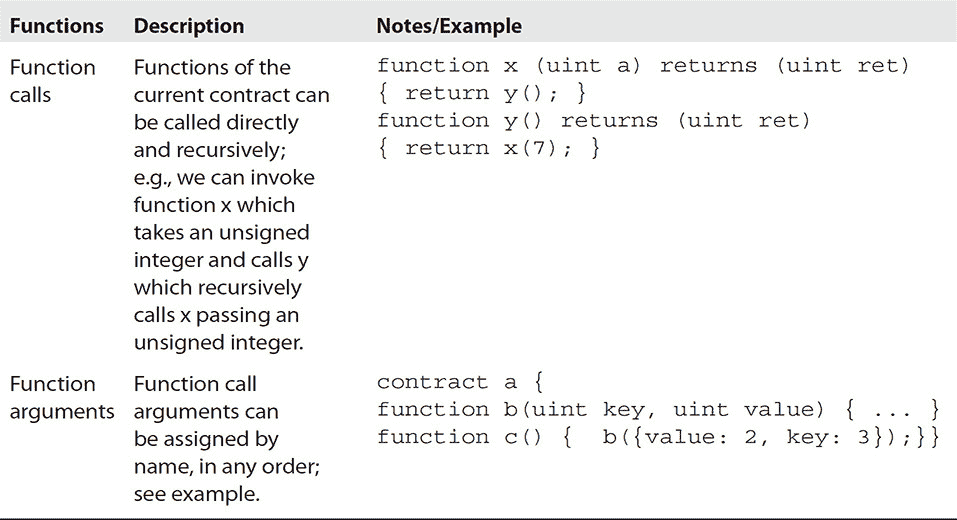 Functions Description Notes/Example
Function calls
Functions of the
current contract can
be called directly
and recursively;
e.g., we can invoke
function x which
takes an unsigned
integer and calls y
which recursively
calls x passing an
unsigned integer.
function x (uint a) returns (uint ret)
{ return y(); }
function y() returns (uint ret)
{ return x(7); }
Function
arguments
Function call
arguments can
be assigned by
name, in any order;
see example.
contract a {
function b(uint key, uint value) { ... }
function c() {  b({value: 2, key: 3});}}